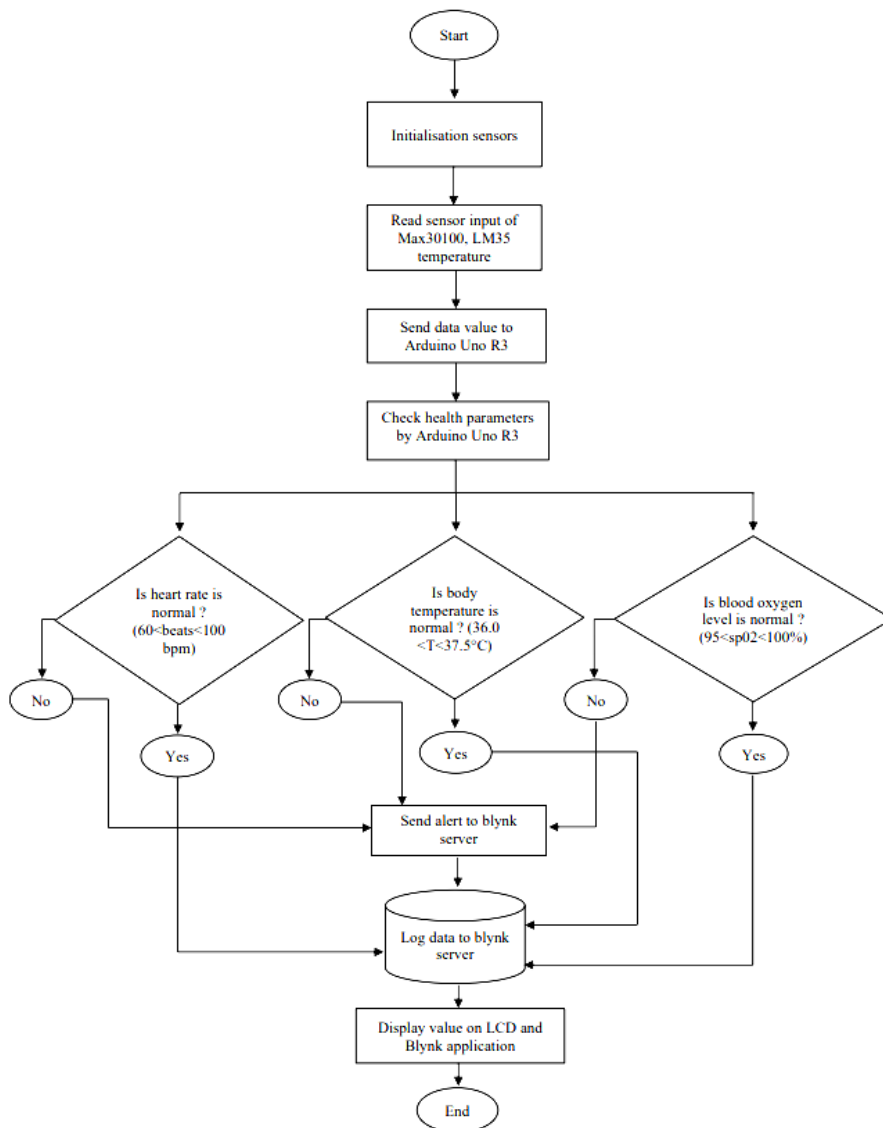 Start
Initialisation sensors
Read sensor input of
Max30100, LM35
temperature
Send data value to
Arduino Uno R3
Check health parameters
by Arduino Uno R3
Is heart rate is
normal ?
(60<beats<100
bpm)
Is body
temperature is
normal ? (36.0
<T<37.5°C)
Is blood oxygen
level is normal ?
(95<sp02<100%)
No
No
No
Yes
Yes
Yes
Send alert to blynk
server
Log data to blynk
server
Display value on LCD and
Blynk application
End